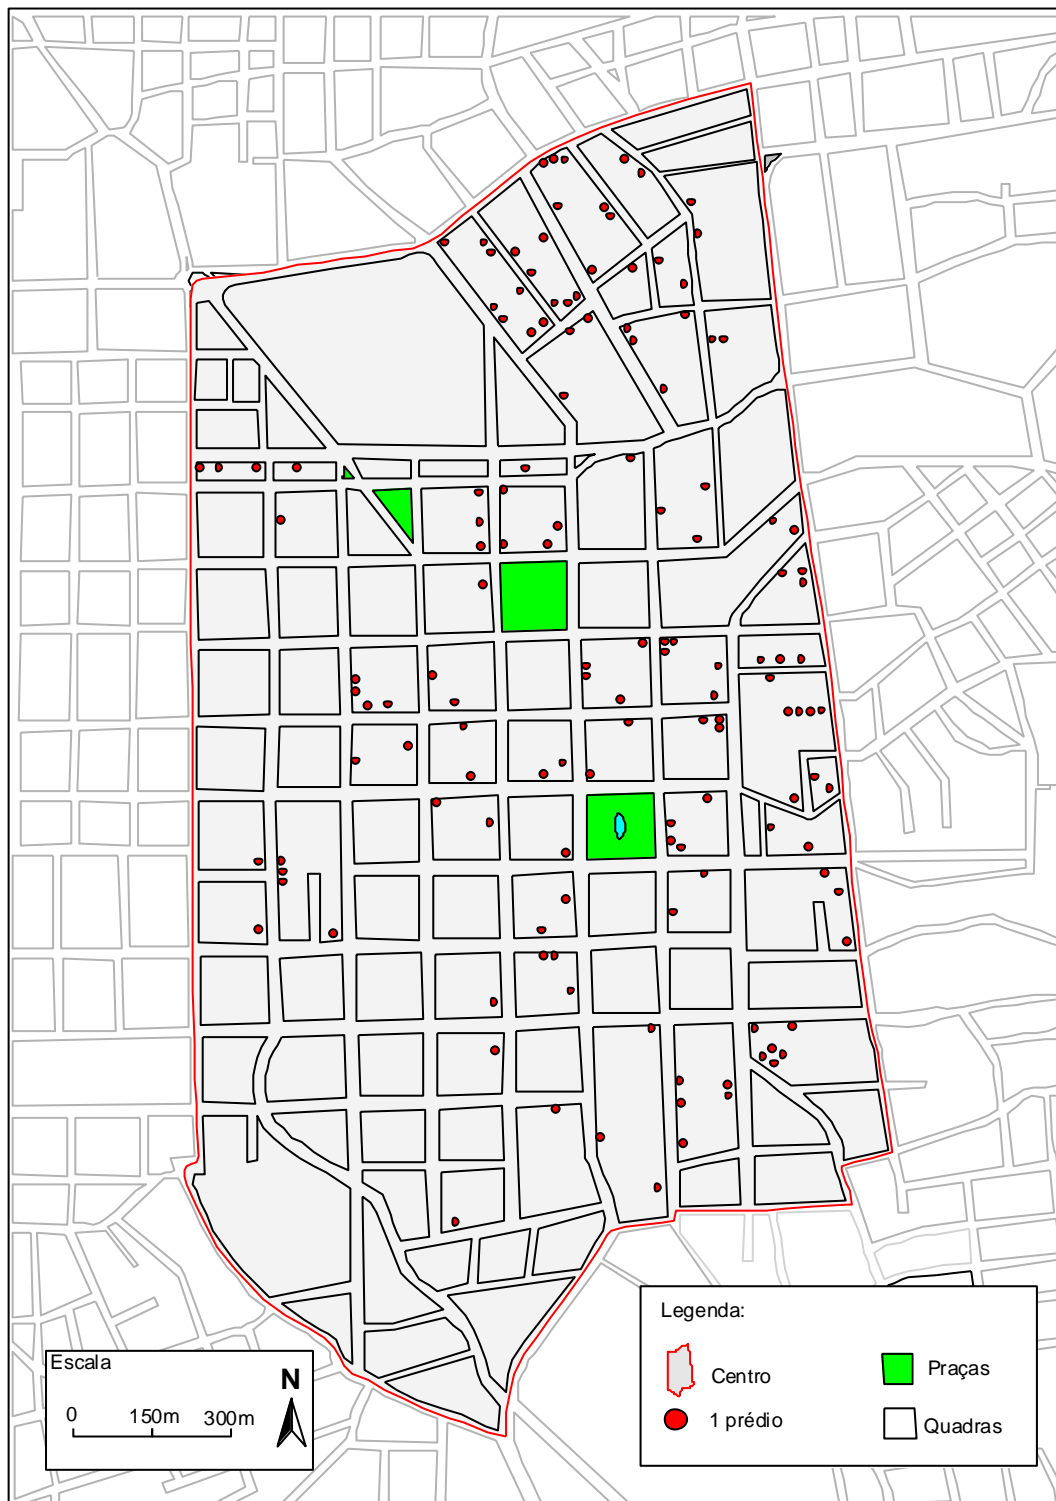 Escala
N
0 150m 300m
Legenda:
Centro
Praças
1 prédio
Quadras